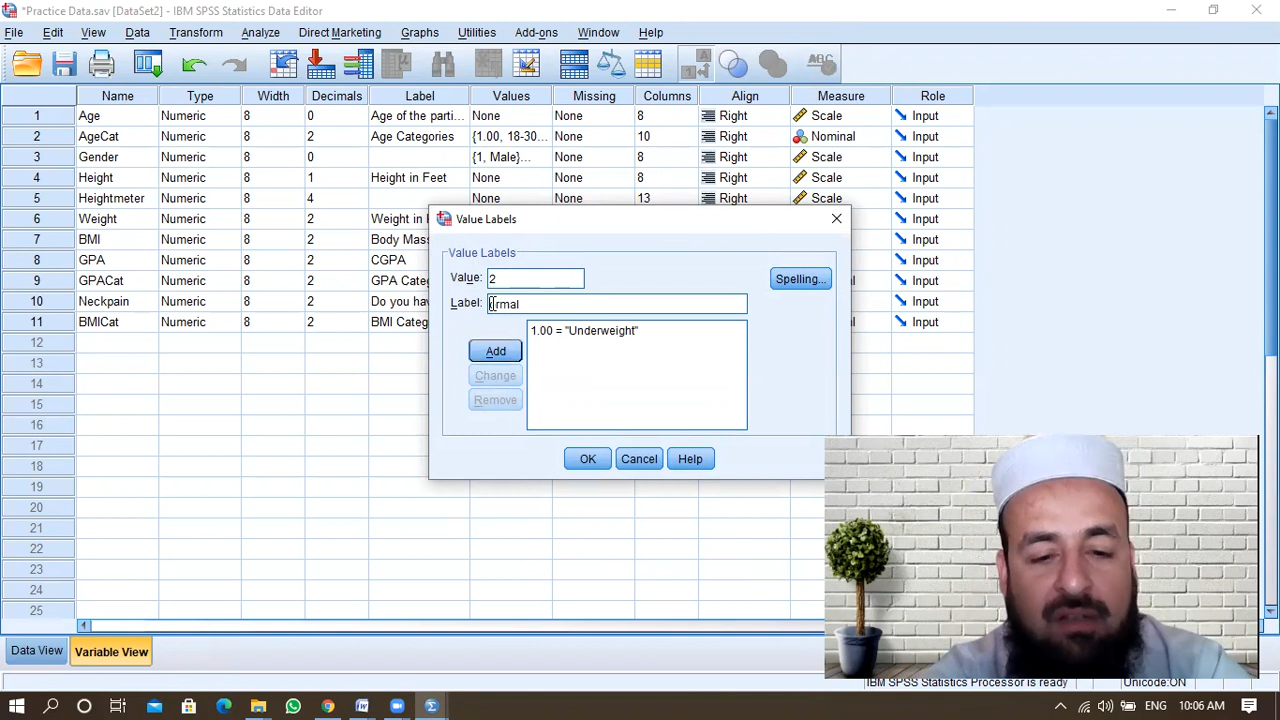 *Practice Data.sav [DataSet2] - IBM SPSS Statistics Data Editor
File Edit View Data Transform Analyze Direct Marketing Graphs Utilities Add-ons Window Help
Name Type Width Decimals Label Values Missing Columns Align Measure Role
1 Age Numeric 8 0 Age of the parti... None None 8 Right Scale Input
2 AgeCat Numeric 8 2 Age Categories {1.00, 18-30... None 10 Right Nominal Input
3 Gender Numeric 8 0 {1, Male}... None 8 Right Scale Input
4 Height Numeric 8 1 Height in Feet None None 8 Right Scale Input
5 Heightmeter Numeric 8 4 None None 13 Right Scale Input
6 Weight Numeric 8 2 Weight in
7 BMI Numeric 8 2 Body Mass
8 GPA Numeric 8 2 CGPA Input
9 GPACat Numeric 8 2 GPA Categ Input
10 Neckpain Numeric 8 2 Do you hav Input
11 BMICat Numeric 8 2 BMI Categ Input
12
13
14
15
16
17
18
19
20
21
22
23
24
25
Value Labels
Value Labels
Value: 2
Spelling...
Label: rmal
1.00 = "Underweight"
Add
Change
Remove
OK Cancel Help
Data View Variable View
IBM SPSS Statistics Processor is ready Unicode:ON
ENG 10:06 AM